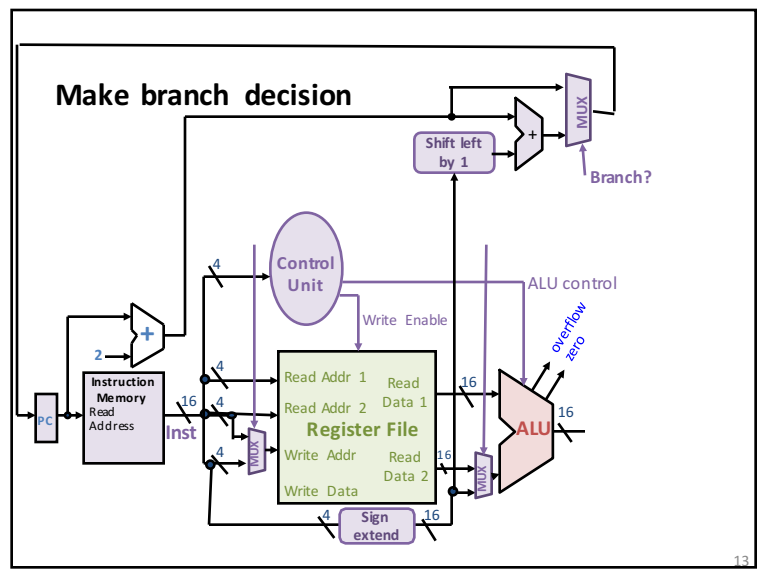 Make branch decision
MUX
+
Shift left
by 1
Branch?
4
Control
Unit
ALU control
Write Enable
overflow
zero
+
2
Instruction
Memory
Read
Address
PC
16
Inst
4
4
4
MUX
Read Addr 1
Read Addr 2
Register File
Write Addr
Write Data
Read
Data 1
Read
Data 2
16
16
MUX
ALU
16
4
Sign
extend
16
13